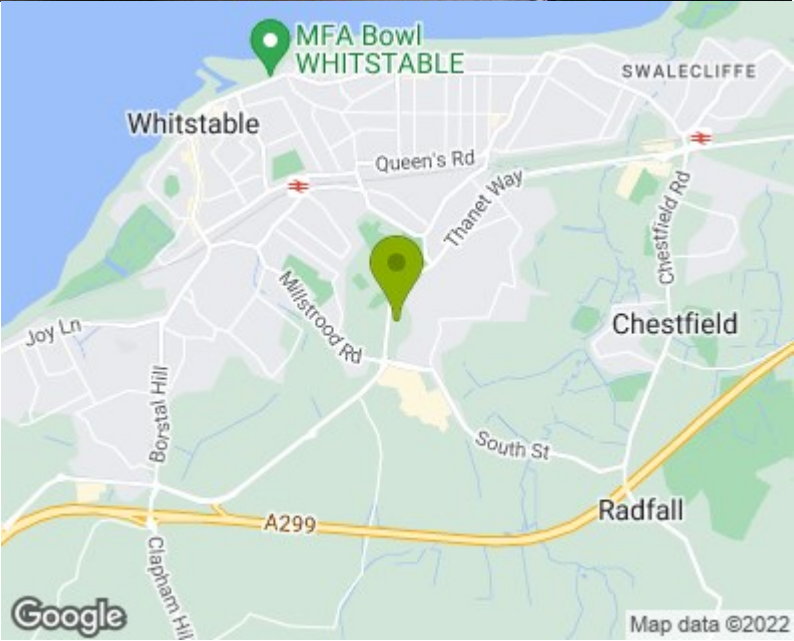 MFA Bowl
WHITSTABLE
SWALECLIFFE
Whitstable
Queen's Rd
Thanet Way
Chestfield Rd
Millstrood Rd
Chestfield
Joy Ln
Borstal Hill
South St
Radfall
A299
Clapham Hil
Google
Map data ©2022